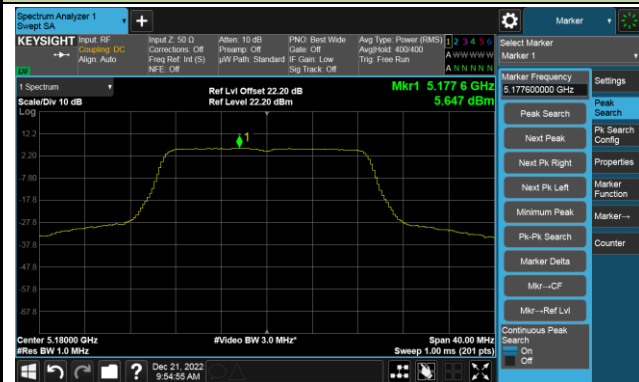 Spectrum Analyzer 1
Swept SA
KEYSIGHT
LXI
Input: RF
Coupling: DC
Align: Auto
Input Z: 50 Ω
Corrections: Off
Freq Ref: Int (S)
NFE: Off
Atten: 10 dB
Preamp: Off
µW Path: Standard
PNO: Best Wide
Gate: Off
IF Gain: Low
Sig Track: Off
Avg Type: Power (RMS)
Avg|Hold: 400/400
Trig: Free Run
1 2 3 4 5 6
A W W W W W
A N N N N N
1 Spectrum
Scale/Div 10 dB
Log
Ref Lvl Offset 22.20 dB
Ref Level 22.20 dBm
Mkr1 5.177 6 GHz
5.647 dBm
1
12.2
2.20
-7.80
-17.8
-27.8
-37.8
-47.8
-57.8
-67.8
Center 5.18000 GHz
#Res BW 1.0 MHz
#Video BW 3.0 MHz*
Span 40.00 MHz
Sweep 1.00 ms (201 pts)
Dec 21, 2022
9:54:55 AM
?
Marker
Select Marker
Marker 1
Marker Frequency
5.177600000 GHz
Peak Search
Next Peak
Next Pk Right
Next Pk Left
Minimum Peak
Pk-Pk Search
Marker Delta
Mkr→CF
Mkr→Ref Lvl
Continuous Peak
Search
On
Off
Settings
Peak
Search
Pk Search
Config
Properties
Marker
Function
Marker→
Counter